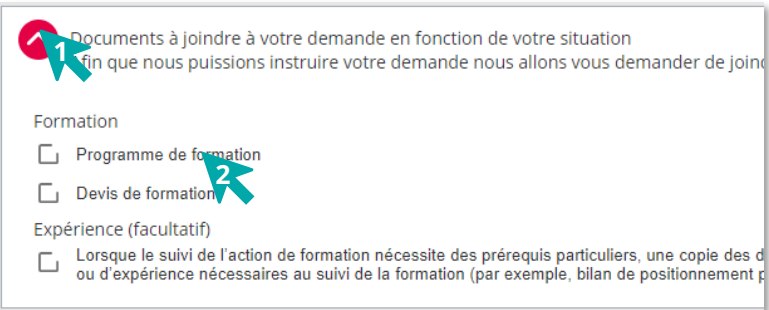 1
Documents à joindre à votre demande en fonction de votre situation
fin que nous puissions instruire votre demande nous allons vous demander de
Formation
Programme de formation
2
Devis de formation
Expérience (facultatif)
Lorsque le suivi de l'action de formation nécessite des prérequis particuliers, une copie des
ou d'expérience nécessaires au suivi de la formation (par exemple, bilan de positionnement